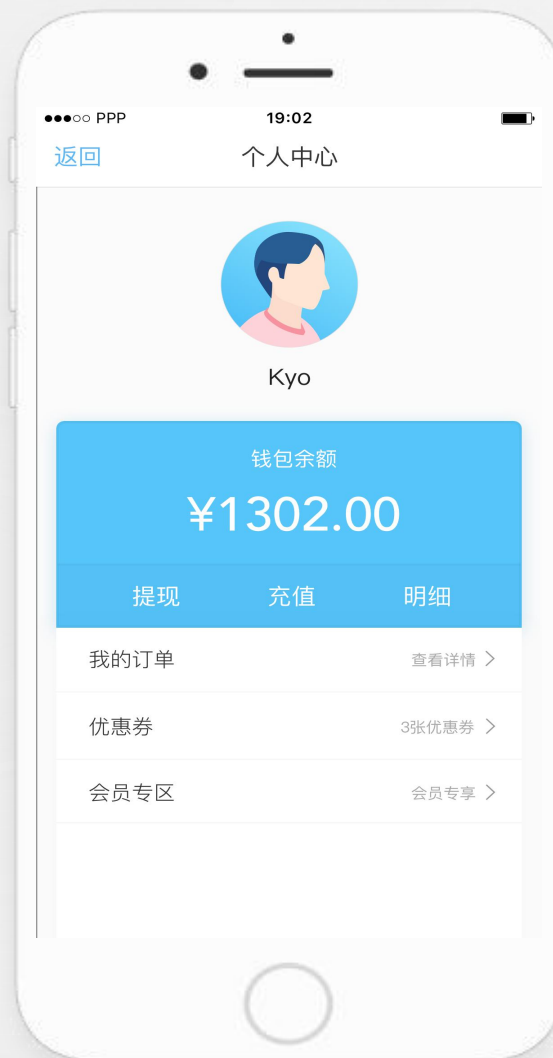 PPP 19:02
返回 个人中心
Kyo
钱包余额
¥1302.00
提现 充值 明细
我的订单 查看详情
优惠券 3张优惠券
会员专区 会员专享